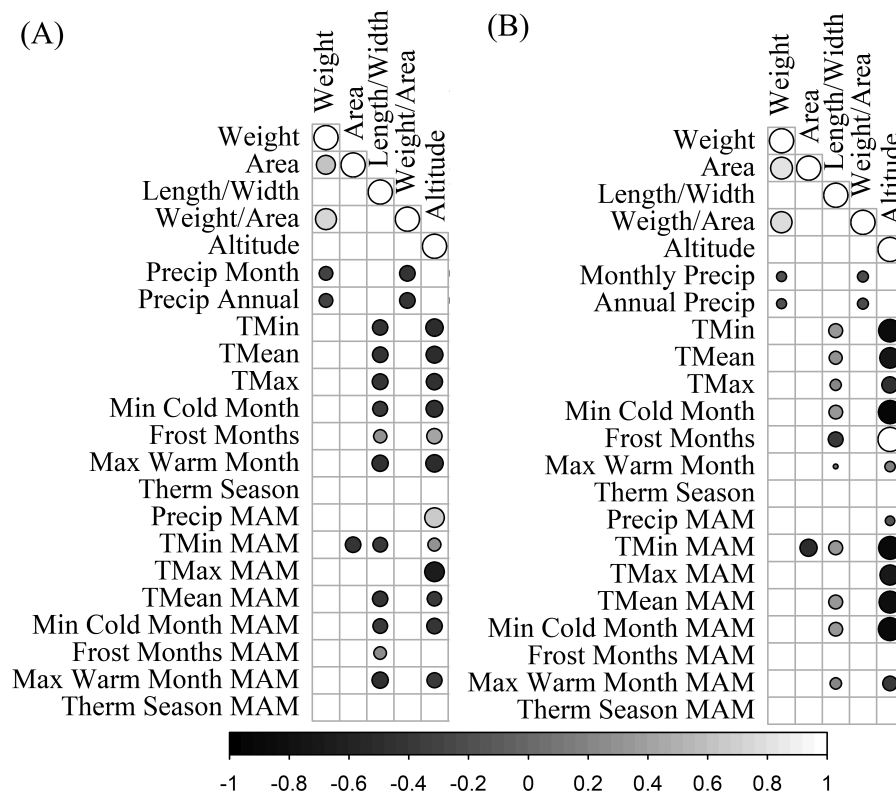 (A)
Weight
Area
Length/Width
Weight/Area
Altitude
Weight
Area
Length/Width
Weight/Area
Altitude
Precip Month
Precip Annual
TMin
TMean
TMax
Min Cold Month
Frost Months
Max Warm Month
Therm Season
Precip MAM
TMin MAM
TMax MAM
TMean MAM
Min Cold Month MAM
Frost Months MAM
Max Warm Month MAM
Therm Season MAM
(B)
Weight
Area
Length/Width
Weight/Area
Altitude
Weight
Area
Length/Width
Weigth/Area
Altitude
Monthly Precip
Annual Precip
TMin
TMean
TMax
Min Cold Month
Frost Months
Max Warm Month
Therm Season
Precip MAM
TMin MAM
TMax MAM
TMean MAM
Min Cold Month MAM
Frost Months MAM
Max Warm Month MAM
Therm Season MAM
-1 -0.8 -0.6 -0.4 -0.2 0 0.2 0.4 0.6 0.8 1